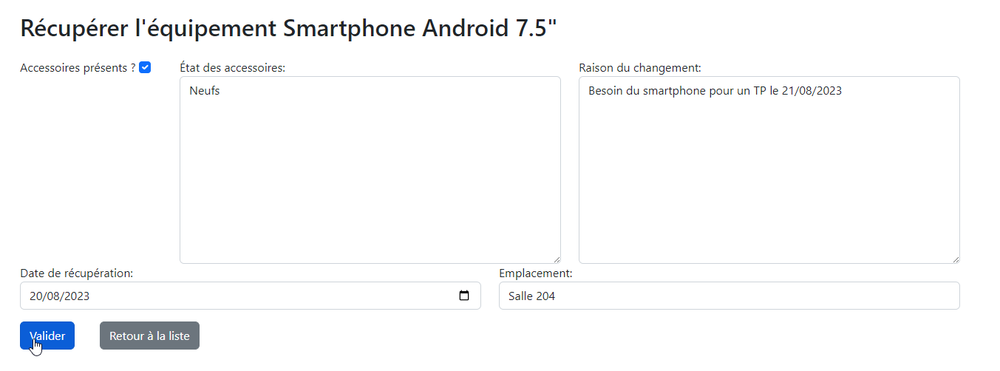 Récupérer l'équipement Smartphone Android 7.5"
Accessoires présents ?
État des accessoires:
Neufs
Raison du changement:
Besoin du smartphone pour un TP le 21/08/2023
Date de récupération:
20/08/2023
Emplacement:
Salle 204
Valider
Retour à la liste